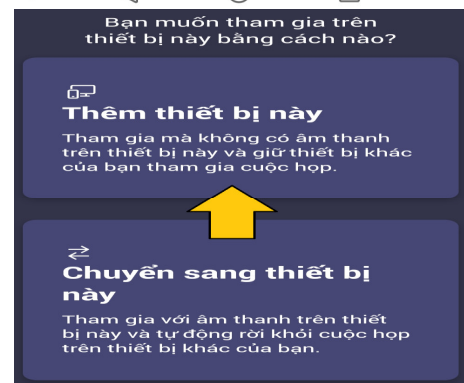 Bạn muốn tham gia trên
thiết bị này bằng cách nào?
Thêm thiết bị này
Tham gia mà không có âm thanh
trên thiết bị này và giữ thiết bị khác
của bạn tham gia cuộc họp.
Chuyển sang thiết bị
này
Tham gia với âm thanh trên thiết
bị này và tự động rời khỏi cuộc họp
trên thiết bị khác của bạn.